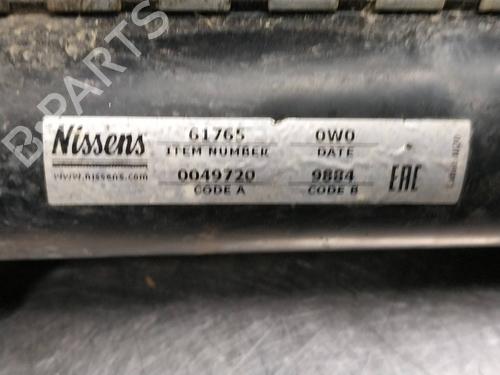 B-PARTS
Nissens
www.nissens.com
61765
ITEM NUMBER
0W0
DATE
0049720
CODE A
9884
CODE B
EAC